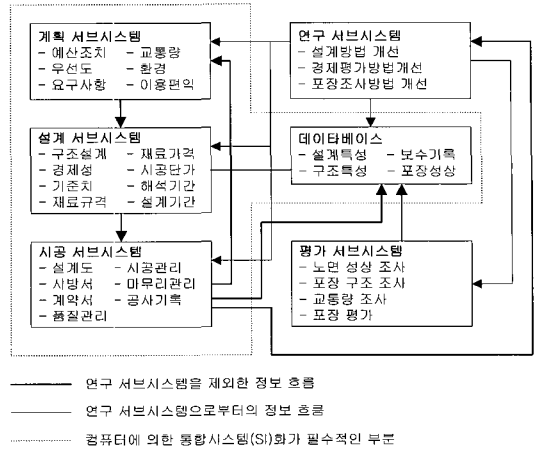 계획 서브시스템
- 예산조치 - 교통량
- 우선도 - 환경
- 요구사항 - 이용편익
연구 서브시스템
- 설계방법 개선
- 경제평가방법개선
- 포장조사방법 개선
설계 서브시스템
- 구조설계 - 재료가격
- 경제성 - 시공단가
- 기준치 - 해석기간
- 재료규격 - 설계기간
데이타베이스
- 설계특성 - 보수기록
- 구조특성 - 포장성상
시공 서브시스템
- 설계도 - 시공관리
- 시방서 - 마무리관리
- 계약서 - 공사기록
- 품질관리
평가 서브시스템
- 노면 성상 조사
- 포장 구조 조사
- 교통량 조사
- 포장 평가
연구 서브시스템을 제외한 정보 흐름
연구 서브시스템으로부터의 정보 흐름
컴퓨터에 의한 통합시스템(SI)화가 필수적인 부분